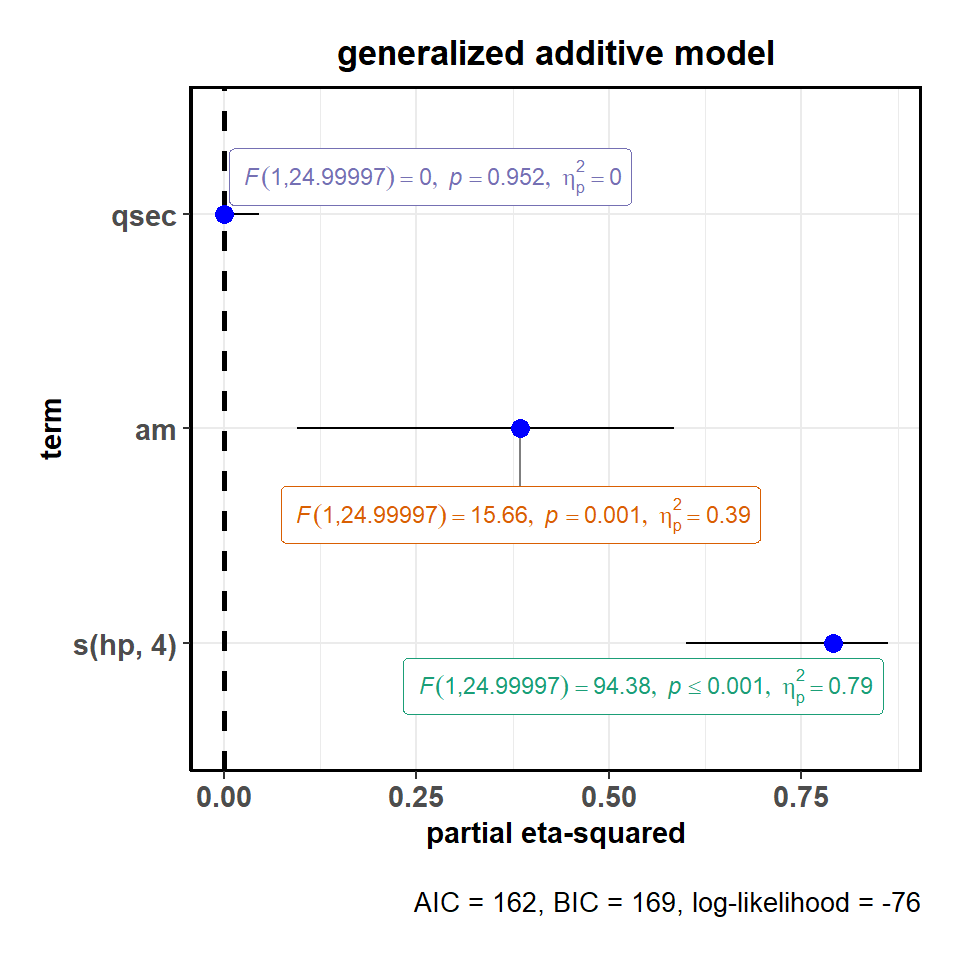 generalized additive model
F(1,24.99997) = 0, p = 0.952, η²ₚ = 0
qsec
term
am
F(1,24.99997) = 15.66, p = 0.001, η²ₚ = 0.39
s(hp, 4)
F(1,24.99997) = 94.38, p ≤ 0.001, η²ₚ = 0.79
0.00 0.25 0.50 0.75
partial eta-squared
AIC = 162, BIC = 169, log-likelihood = -76